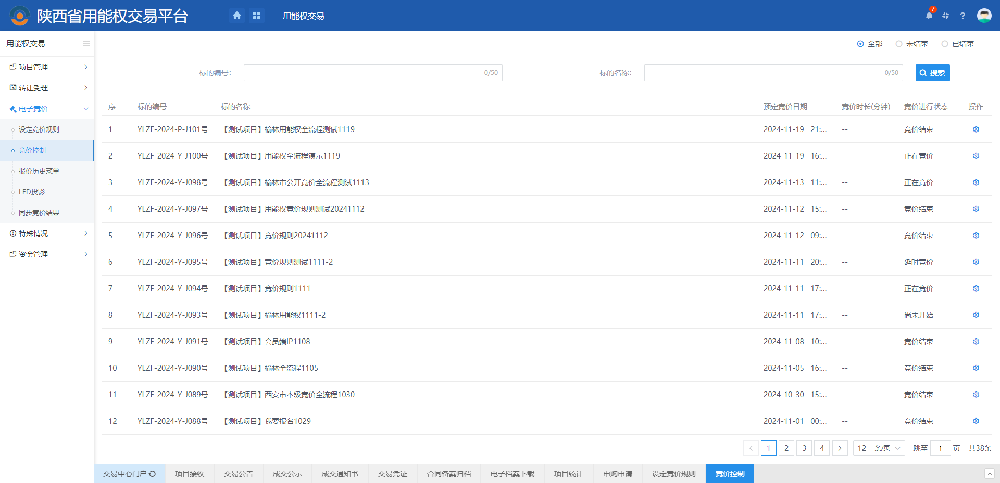 陕西省用能权交易平台
用能权交易
7
用能权交易
全部 未结束 已结束
项目管理
转让受理
电子竞价
设定竞价规则
竞价控制
报价历史菜单
LED投影
同步竞价结果
特殊情况
资金管理
标的编号： 0/50 标的名称： 0/50 搜索
序 标的编号 标的名称 预定竞价日期 竞价时长(分钟) 竞价进行状态 操作
1 YLZF-2024-P-J101号 【测试项目】榆林用能权全流程测试1119 2024-11-19 21:... -- 竞价结束
2 YLZF-2024-Y-J100号 【测试项目】用能权全流程演示1119 2024-11-19 16:... -- 正在竞价
3 YLZF-2024-Y-J098号 【测试项目】榆林市公开竞价全流程测试1113 2024-11-13 11:... -- 正在竞价
4 YLZF-2024-Y-J097号 【测试项目】用能权竞价规则测试20241112 2024-11-12 15:... -- 竞价结束
5 YLZF-2024-Y-J096号 【测试项目】竞价规则20241112 2024-11-12 09:... -- 竞价结束
6 YLZF-2024-Y-J095号 【测试项目】竞价规则测试1111-2 2024-11-11 20:... -- 延时竞价
7 YLZF-2024-Y-J094号 【测试项目】竞价规则1111 2024-11-11 17:... -- 正在竞价
8 YLZF-2024-Y-J093号 【测试项目】榆林用能权1111-2 2024-11-11 17:... -- 尚未开始
9 YLZF-2024-Y-J091号 【测试项目】会员端IP1108 2024-11-08 10:... -- 竞价结束
10 YLZF-2024-Y-J090号 【测试项目】榆林全流程1105 2024-11-05 16:... -- 竞价结束
11 YLZF-2024-Y-J089号 【测试项目】西安市本级竞价全流程1030 2024-10-30 15:... -- 竞价结束
12 YLZF-2024-Y-J088号 【测试项目】我要报名1029 2024-11-01 00:... -- 竞价结束
1 2 3 4 12 条/页 跳至 1 页 共38条
交易中心门户 项目接收 交易公告 成交公示 成交通知书 交易凭证 合同备案归档 电子档案下载 项目统计 申购申请 设定竞价规则 竞价控制